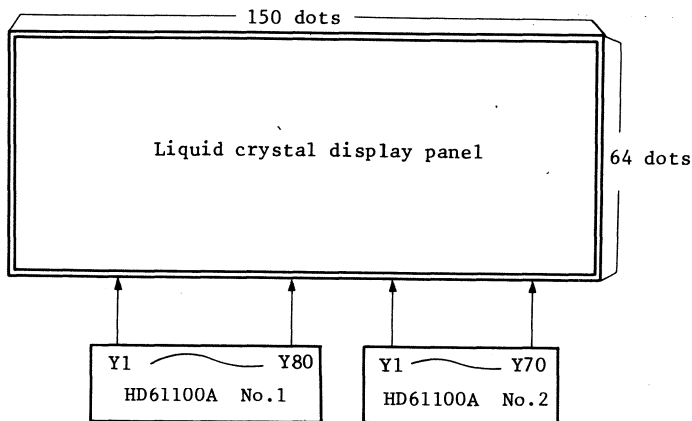 150 dots
Liquid crystal display panel
64 dots
Y1 Y80
HD61100A No.1
Y1 Y70
HD61100A No.2